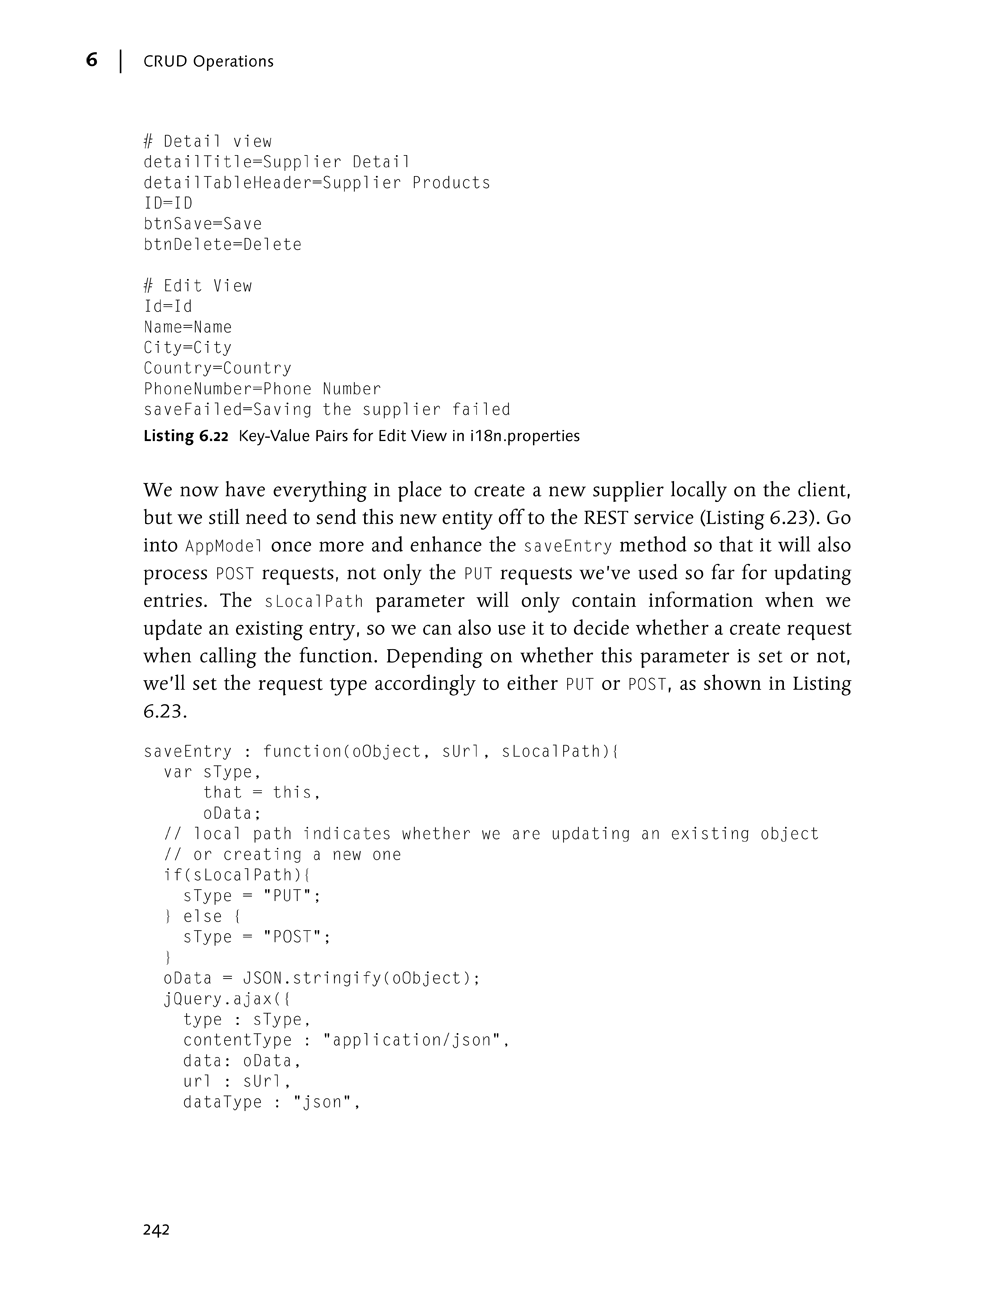 6 | CRUD Operations
# Detail view
detailTitle=Supplier Detail
detailTableHeader=Supplier Products
ID=ID
btnSave=Save
btnDelete=Delete
# Edit View
Id=Id
Name=Name
City=City
Country=Country
PhoneNumber=Phone Number
saveFailed=Saving the supplier failed
Listing 6.22 Key-Value Pairs for Edit View in i18n.properties
We now have everything in place to create a new supplier locally on the client,
but we still need to send this new entity off to the REST service (Listing 6.23). Go
into AppModel once more and enhance the saveEntry method so that it will also
process POST requests, not only the PUT requests we've used so far for updating
entries. The sLocalPath parameter will only contain information when we
update an existing entry, so we can also use it to decide whether a create request
when calling the function. Depending on whether this parameter is set or not,
we'll set the request type accordingly to either PUT or POST, as shown in Listing
6.23.
saveEntry : function(oObject, sUrl, sLocalPath){
  var sType,
      that = this,
      oData;
  // local path indicates whether we are updating an existing object
  // or creating a new one
  if(sLocalPath){
    sType = "PUT";
  } else {
    sType = "POST";
  }
  oData = JSON.stringify(oObject);
  jQuery.ajax({
    type : sType,
    contentType : "application/json",
    data: oData,
    url : sUrl,
    dataType : "json",
242